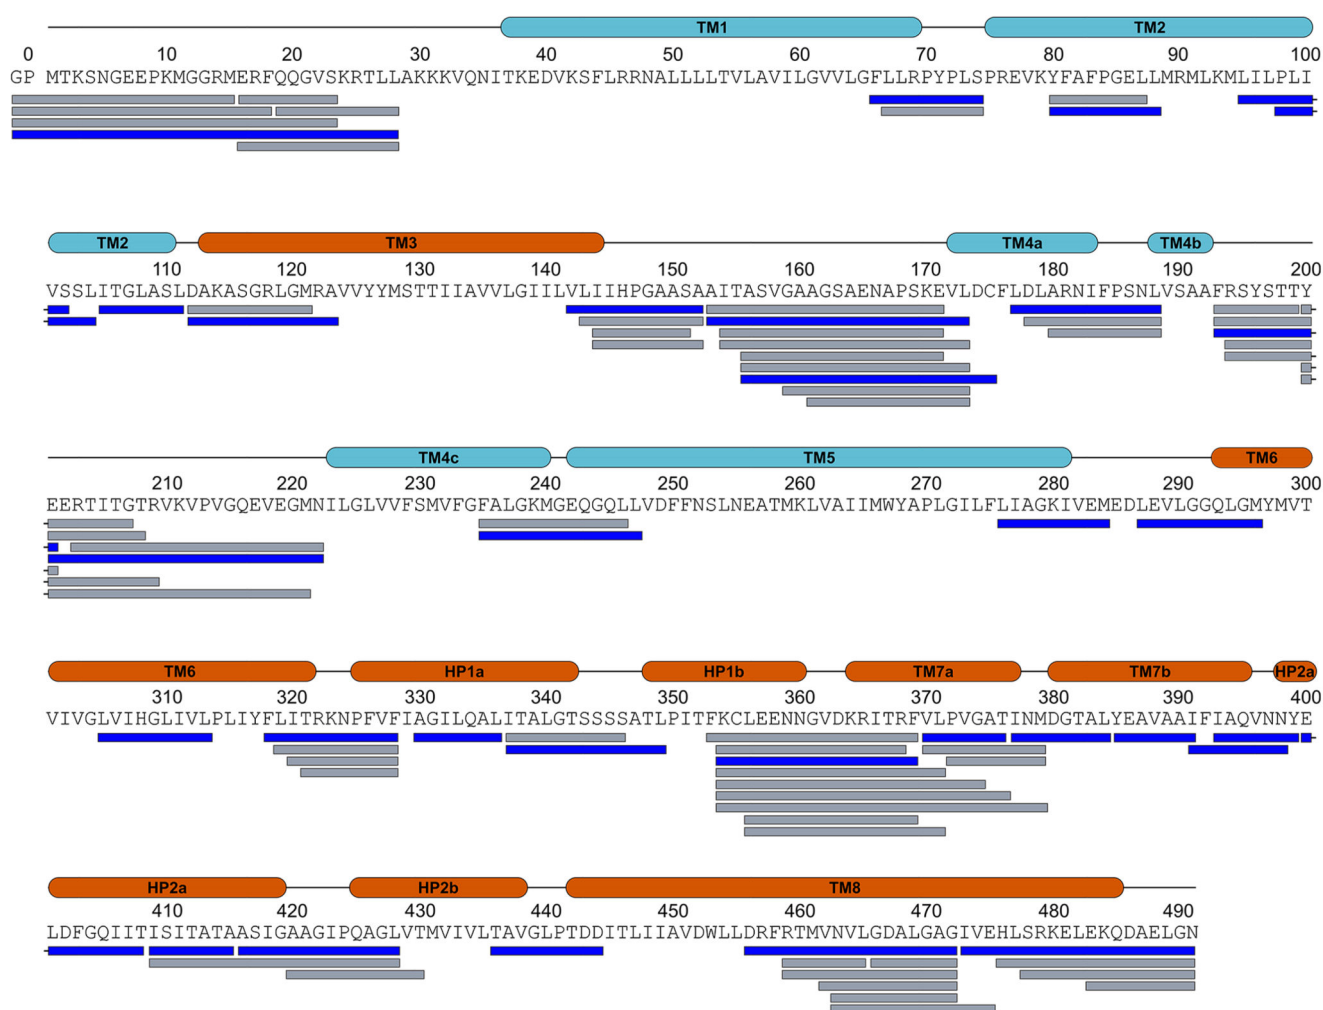 TM1 TM2
0 10 20 30 40 50 60 70 80 90 100
GP MTKSNGEEPKMGGRMERFQQGVSKRTLLAKKKVQNITKEDVKSFLRRNALLLLTVLAVILGVVLGFLLRPYPLSPREVKYFAFPGELLMRMLKMLILPLI
TM2 TM3 TM4a TM4b
110 120 130 140 150 160 170 180 190 200
VSSLITGLASLDAKASGRLGMRAVVYYMSTTIIAVVLGIILVLIIHPGAASAAITASVGAAGSAENAPSKEVLDCFLDLARNIFPSNLVSAAFRSYSTTY
TM4c TM5 TM6
210 220 230 240 250 260 270 280 290 300
EERTITGTRVKVPVGQEVEGMNILGLVVFSMVFGFALGKMGEQGQLLVDFFNSLNEATMKLVAIIMWYAPLGILFLIAGKIVEMEDLEVLGGQLGMYMVT
TM6 HP1a HP1b TM7a TM7b HP2a
310 320 330 340 350 360 370 380 390 400
VIVGLVIHGLIVLPLIYFLITRKNPFVFIAGILQALITALGTSSSSATLPITFKCLEENNGVDKRITRFVLPVGATINMDGTALYEAVAAIFIAQVNNYE
HP2a HP2b TM8
410 420 430 440 450 460 470 480 490
LDFGQIITISITATAASIGAAGIPQAGLVTMVIVLTAVGLPTDDITLIIAVDWLLDRFRTMVNVLGDALGAGIVEHLSRKELEKQDAELGN